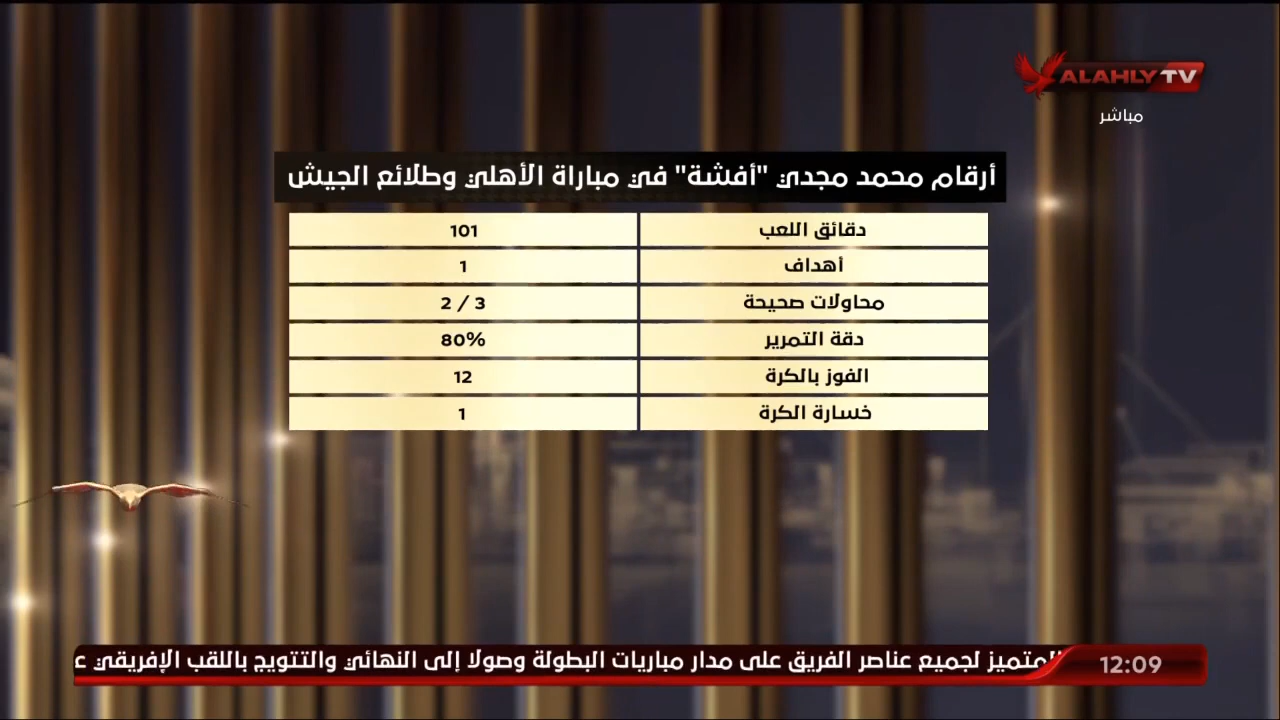 ALAHLY TV
مباشر
أرقام محمد مجدي "أفشة" في مباراة الأهلي وطلائع الجيش
دقائق اللعب 101
أهداف 1
محاولات صحيحة 3 / 2
دقة التمرير 80%
الفوز بالكرة 12
خسارة الكرة 1
12:09
المتميز لجميع عناصر الفريق على مدار مباريات البطولة وصولا إلى النهائي والتتويج باللقب الإفريقي